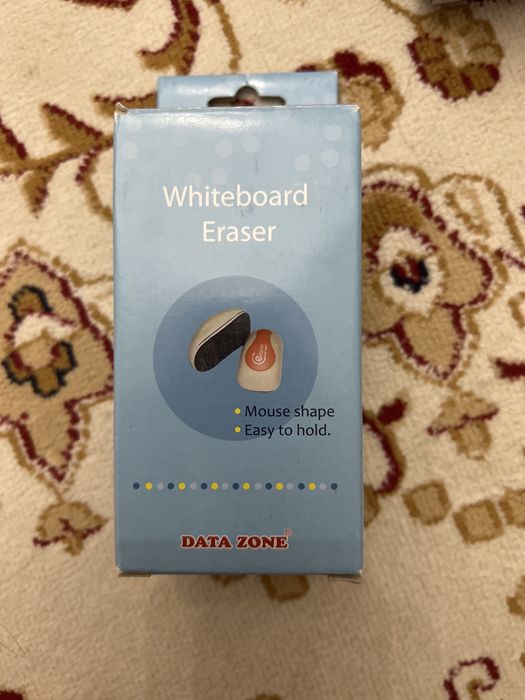 Whiteboard
Eraser
• Mouse shape
• Easy to hold.
DATA ZONE®